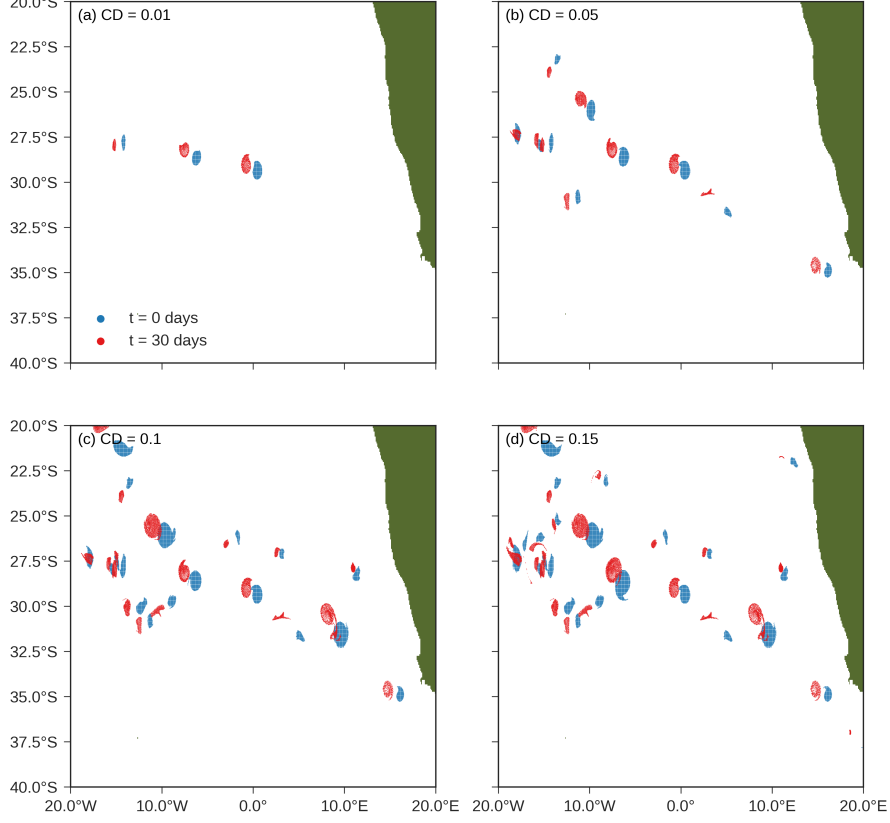 (a) CD = 0.01
(b) CD = 0.05
20.0°S
22.5°S
25.0°S
27.5°S
30.0°S
32.5°S
35.0°S
37.5°S
40.0°S
t = 0 days
t = 30 days
(c) CD = 0.1
(d) CD = 0.15
20.0°S
22.5°S
25.0°S
27.5°S
30.0°S
32.5°S
35.0°S
37.5°S
40.0°S
20.0°W 10.0°W 0.0° 10.0°E 20.0°E 20.0°W 10.0°W 0.0° 10.0°E 20.0°E